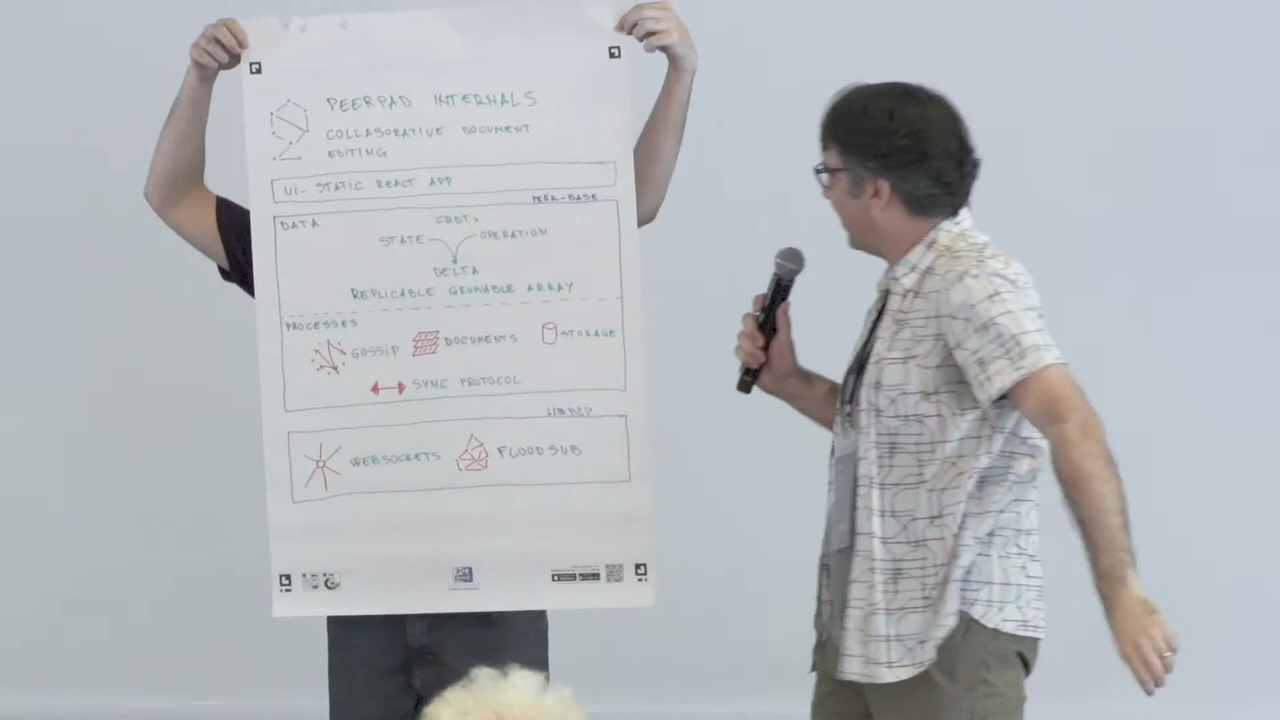 PEERPAD INTERNALS
COLLABORATIVE DOCUMENT
EDITING
UI- STATIC REACT APP
PEER-BASE
DATA
CRDTs
STATE OPERATION
DELTA
REPLICABLE GROWABLE ARRAY
PROCESSES
GOSSIP DOCUMENTS STORAGE
SYNC PROTOCOL
LIBP2P
WEBSOCKETS FLOODSUB